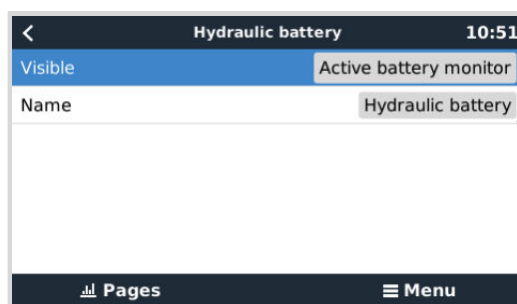 Hydraulic battery 10:51
Visible Active battery monitor
Name Hydraulic battery
Pages Menu